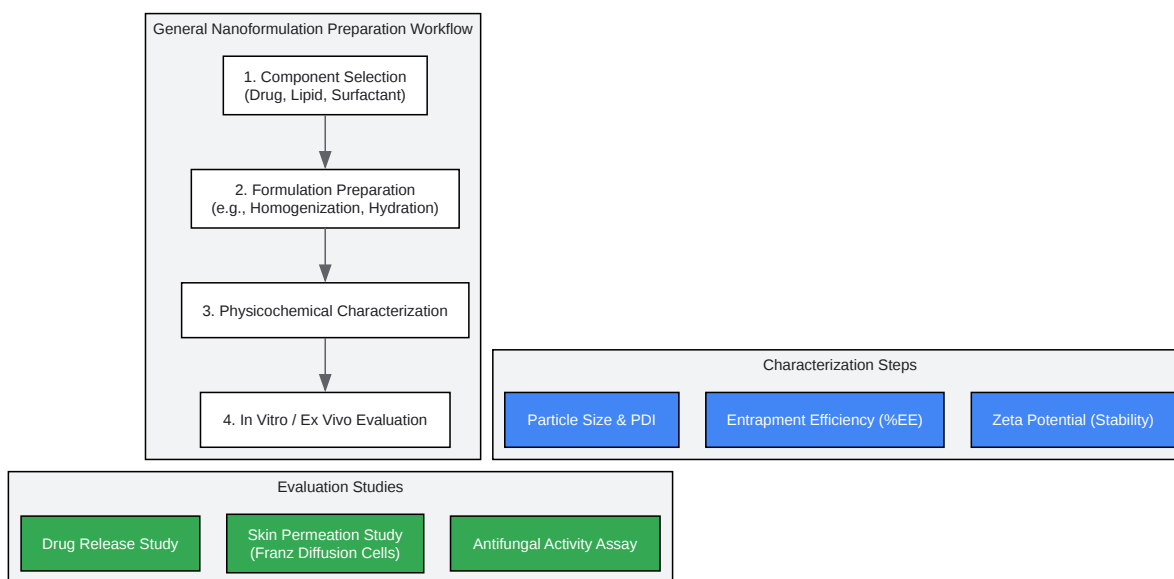 General Nanoformulation Preparation Workflow
1. Component Selection
(Drug, Lipid, Surfactant)
2. Formulation Preparation
(e.g., Homogenization, Hydration)
3. Physicochemical Characterization
4. In Vitro / Ex Vivo Evaluation
Characterization Steps
Particle Size & PDI
Entrapment Efficiency (%EE)
Zeta Potential (Stability)
Evaluation Studies
Drug Release Study
Skin Permeation Study
(Franz Diffusion Cells)
Antifungal Activity Assay